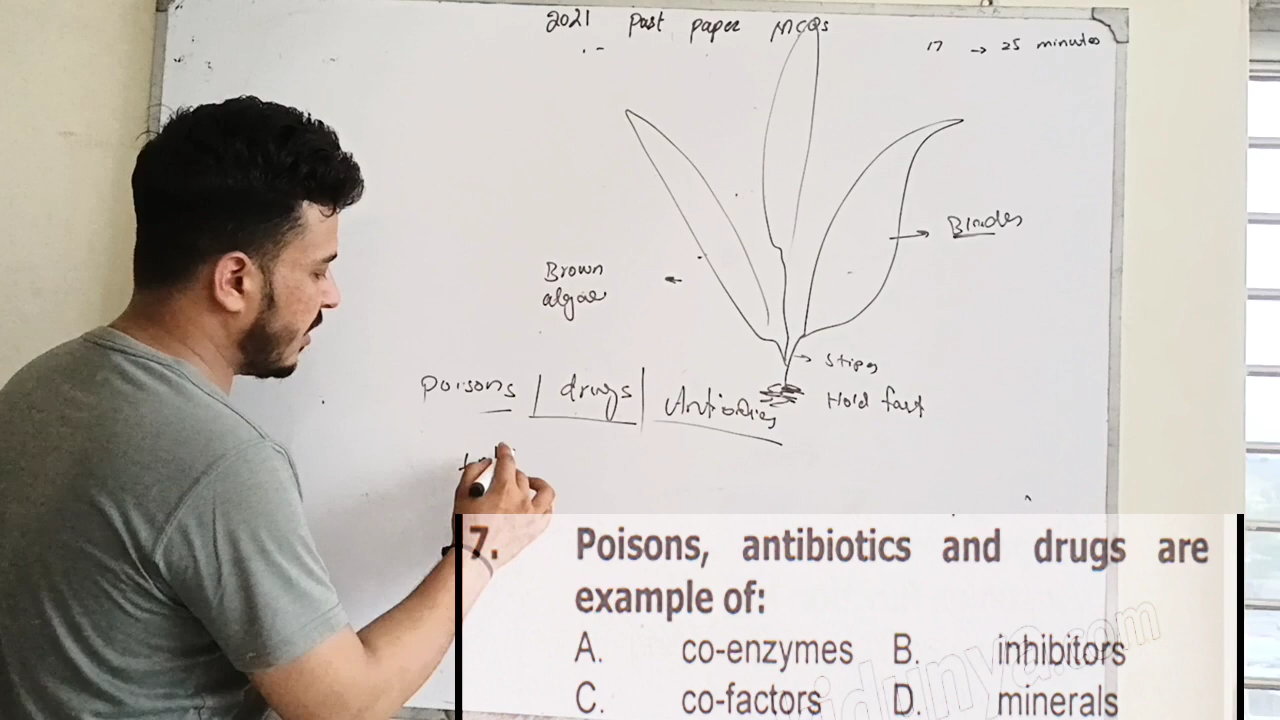 2021 Past paper MCQs
17 → 25 minutes
Blades
Brown
algae
Stipes
Hold fast
Poisons | drugs | Antibiotics
7. Poisons, antibiotics and drugs are
example of:
A. co-enzymes B. inhibitors
C. co-factors D. minerals